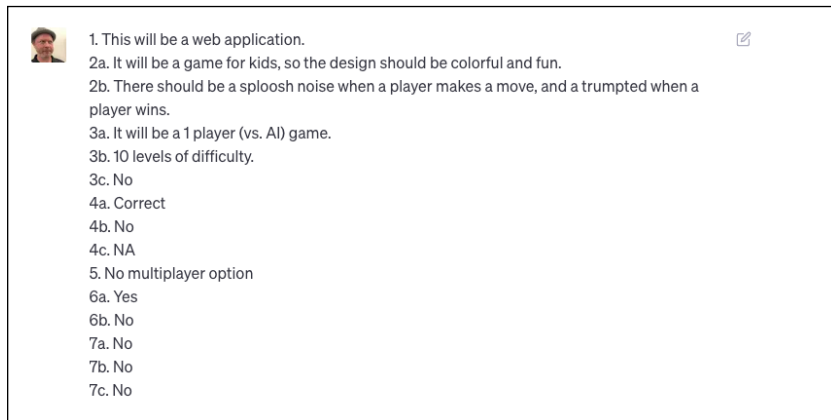 1. This will be a web application.
2a. It will be a game for kids, so the design should be colorful and fun.
2b. There should be a sploosh noise when a player makes a move, and a trumpted when a
player wins.
3a. It will be a 1 player (vs. AI) game.
3b. 10 levels of difficulty.
3c. No
4a. Correct
4b. No
4c. NA
5. No multiplayer option
6a. Yes
6b. No
7a. No
7b. No
7c. No